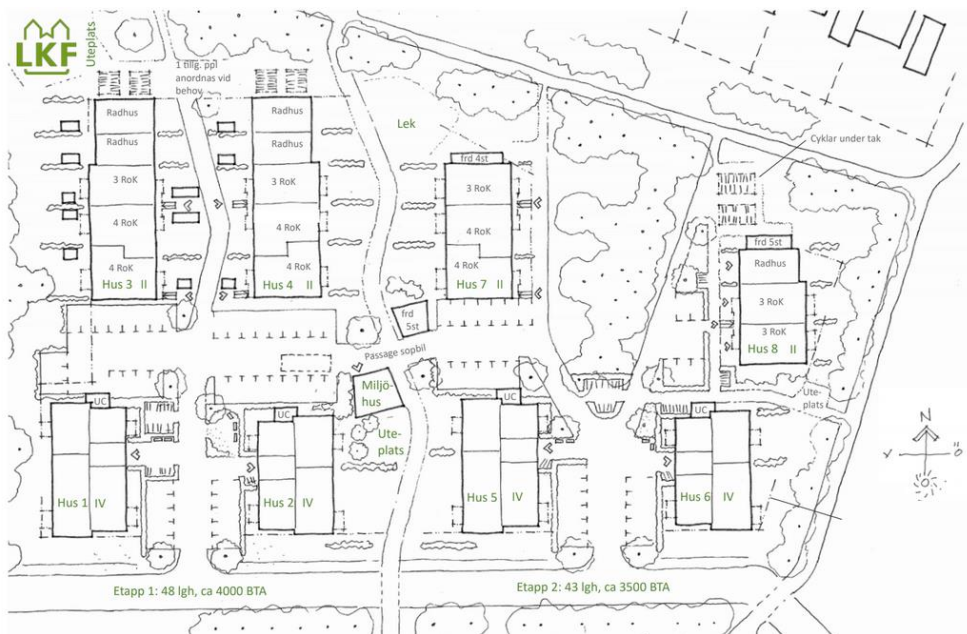 LKF
Uteplats
1 tillg. ppl
anordnas vid
behov
Radhus
Radhus
3 RoK
4 RoK
4 RoK
Hus 3 II
Radhus
Radhus
3 RoK
4 RoK
4 RoK
Hus 4 II
Lek
frd 4st
3 RoK
4 RoK
4 RoK
Hus 7 II
Cyklar under tak
frd 5st
Radhus
3 RoK
3 RoK
Hus 8 II
frd
5st
Passage sopbil
Miljö-
hus
Ute-
plats
Ute-
plats
UC
Hus 1 IV
UC
Hus 2 IV
UC
Hus 5 IV
UC
Hus 6 IV
N
V
Ö
Etapp 1: 48 lgh, ca 4000 BTA
Etapp 2: 43 lgh, ca 3500 BTA